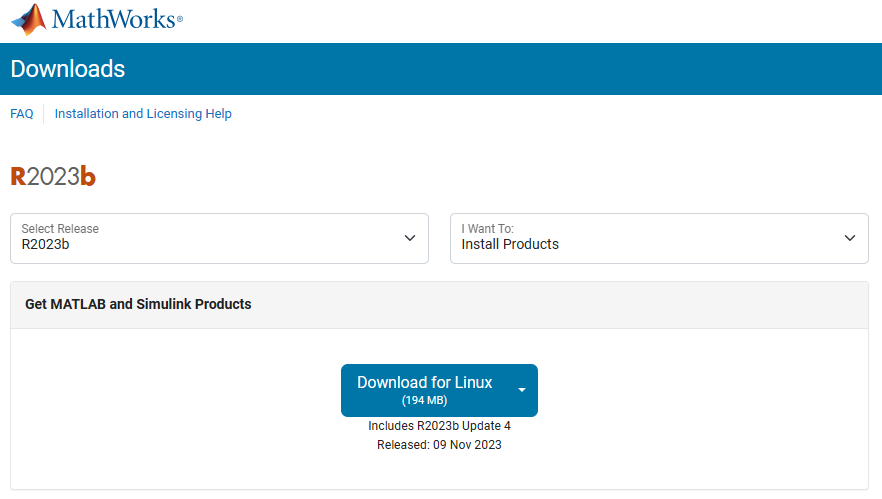 MathWorks®
Downloads
FAQ
Installation and Licensing Help
R2023b
Select Release
R2023b
I Want To:
Install Products
Get MATLAB and Simulink Products
Download for Linux
(194 MB)
Includes R2023b Update 4
Released: 09 Nov 2023